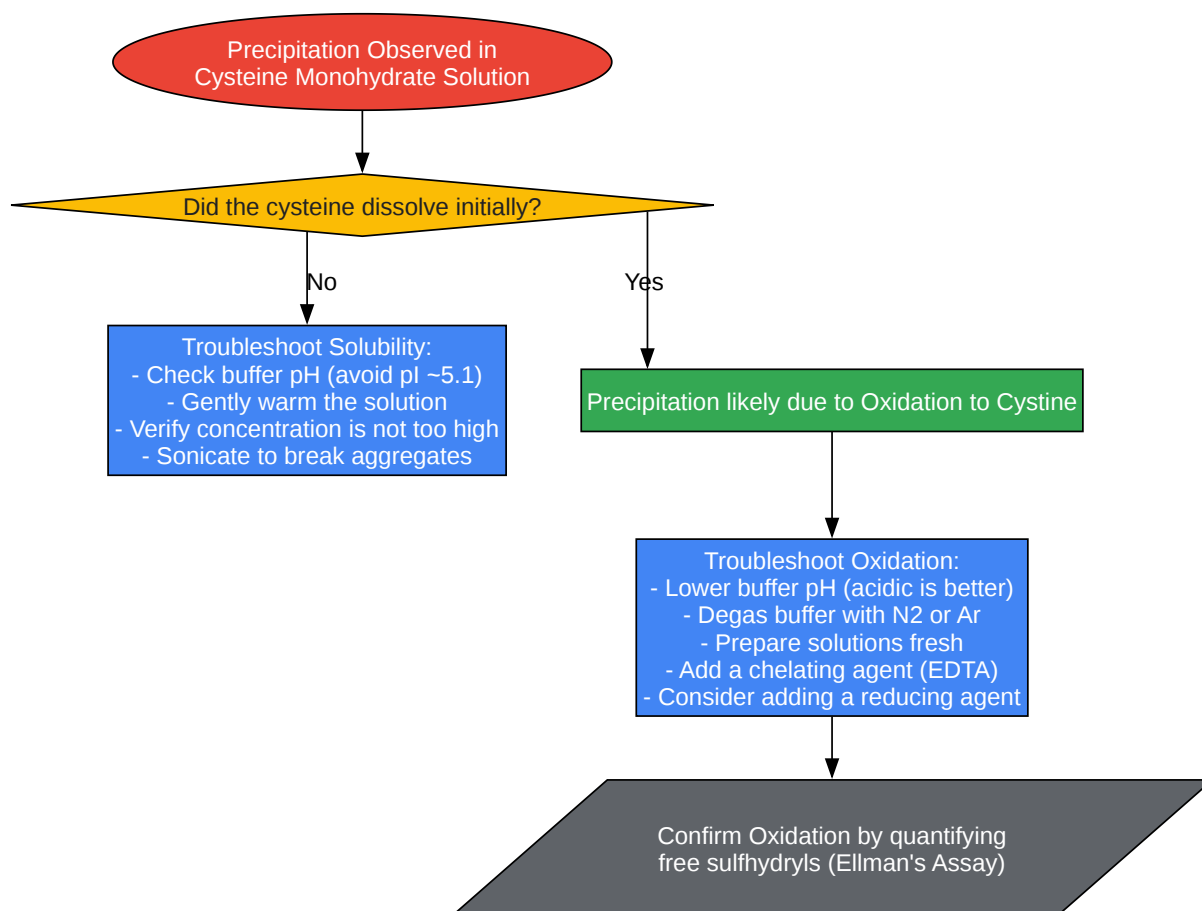 Precipitation Observed in
Cysteine Monohydrate Solution
Did the cysteine dissolve initially?
No
Yes
Troubleshoot Solubility:
- Check buffer pH (avoid pI ~5.1)
- Gently warm the solution
- Verify concentration is not too high
- Sonicate to break aggregates
Precipitation likely due to Oxidation to Cystine
Troubleshoot Oxidation:
- Lower buffer pH (acidic is better)
- Degas buffer with N2 or Ar
- Prepare solutions fresh
- Add a chelating agent (EDTA)
- Consider adding a reducing agent
Confirm Oxidation by quantifying
free sulfhydryls (Ellman's Assay)